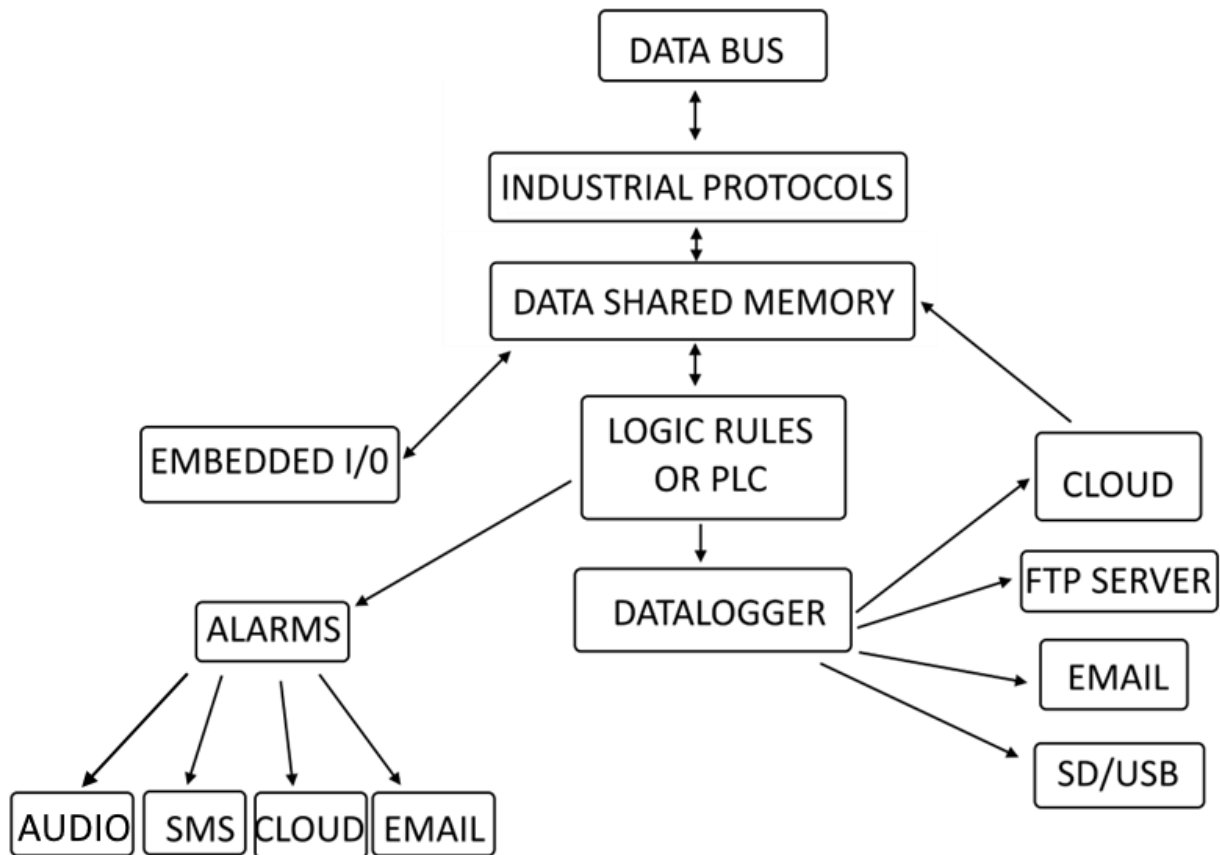 DATA BUS
INDUSTRIAL PROTOCOLS
DATA SHARED MEMORY
EMBEDDED I/0
LOGIC RULES
OR PLC
CLOUD
FTP SERVER
DATALOGGER
ALARMS
EMAIL
SD/USB
AUDIO
SMS
CLOUD
EMAIL